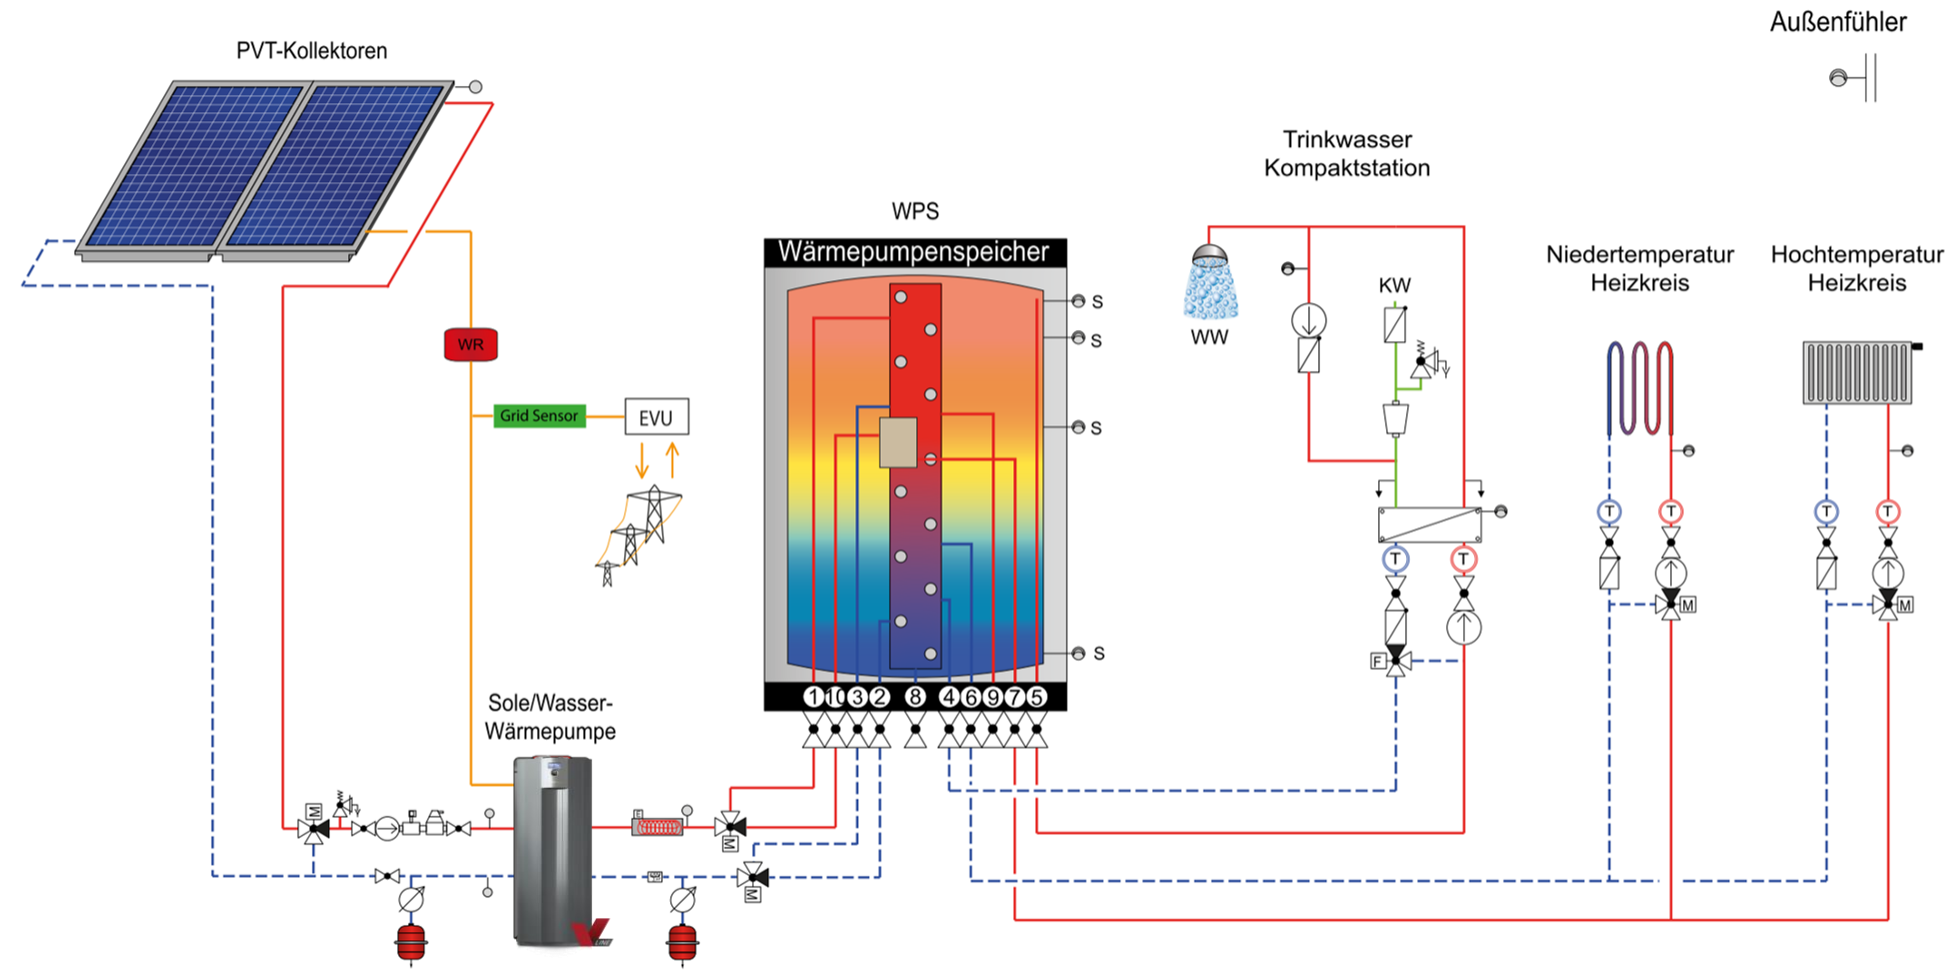 Außenfühler
PVT-Kollektoren
Trinkwasser
Kompaktstation
WPS
Wärmepumpenspeicher
Niedertemperatur
Heizkreis
Hochtemperatur
Heizkreis
KW
WW
S
S
S
S
WR
Grid Sensor
EVU
T
T
T
T
T
T
M
M
F
Sole/Wasser-
Wärmepumpe
1 10 3 2 8 4 6 9 7 5
M
E
M
M